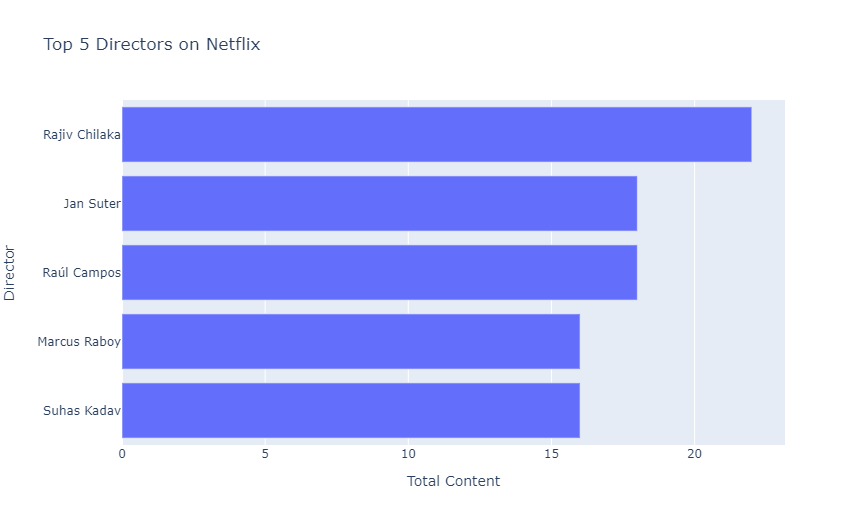 Top 5 Directors on Netflix
Director
Rajiv Chilaka
Jan Suter
Raúl Campos
Marcus Raboy
Suhas Kadav
0 5 10 15 20
Total Content